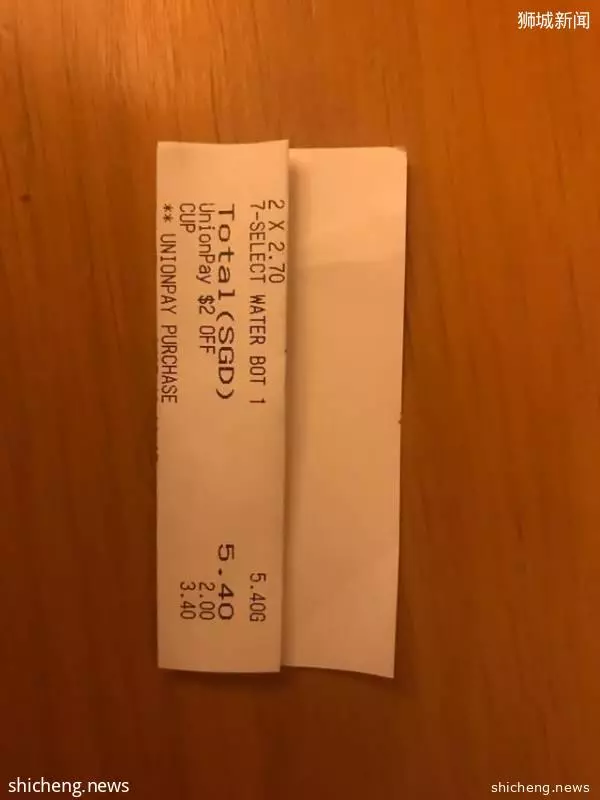 狮城新闻
2 X 2.70
7-SELECT WATER BOT 1 5.40G
Total(SGD) 5.40
UnionPay $2 OFF 2.00
CUP 3.40
** UNIONPAY PURCHASE
shicheng.news
shicheng.news